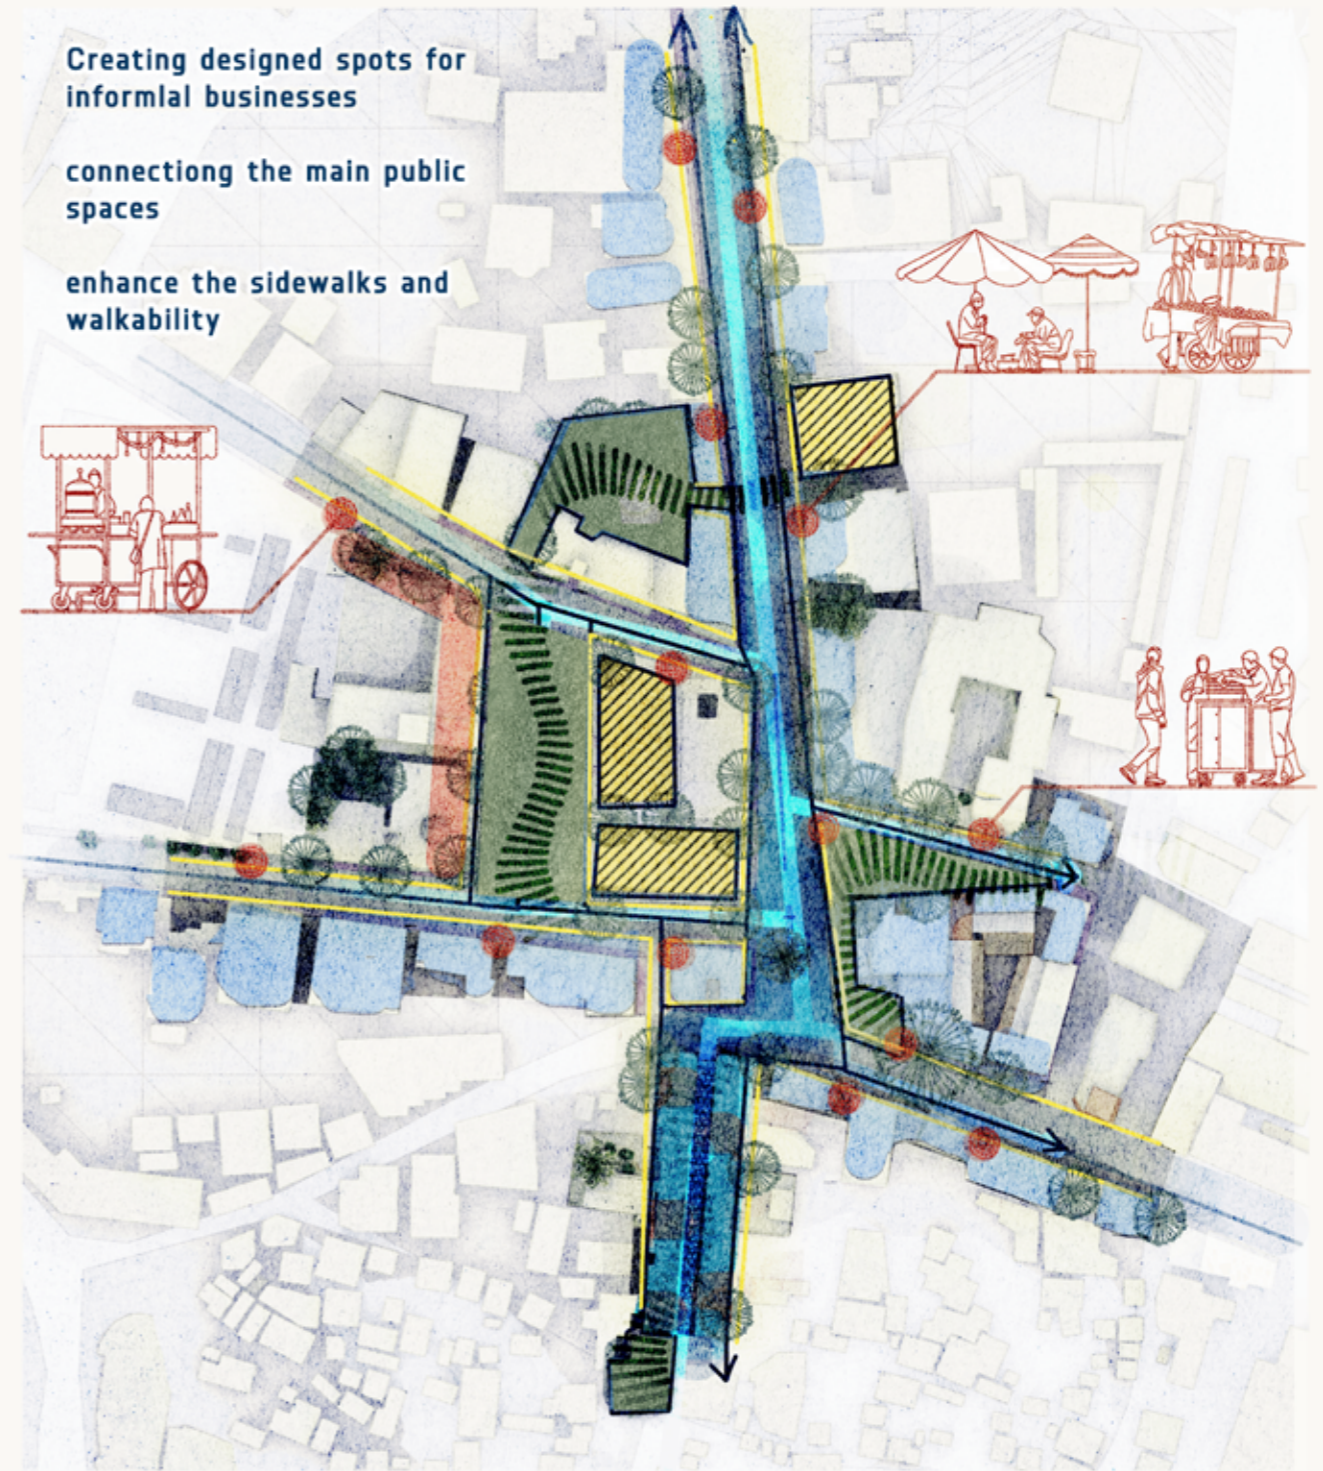 Creating designed spots for
informlal businesses
connectiong the main public
spaces
enhance the sidewalks and
walkability